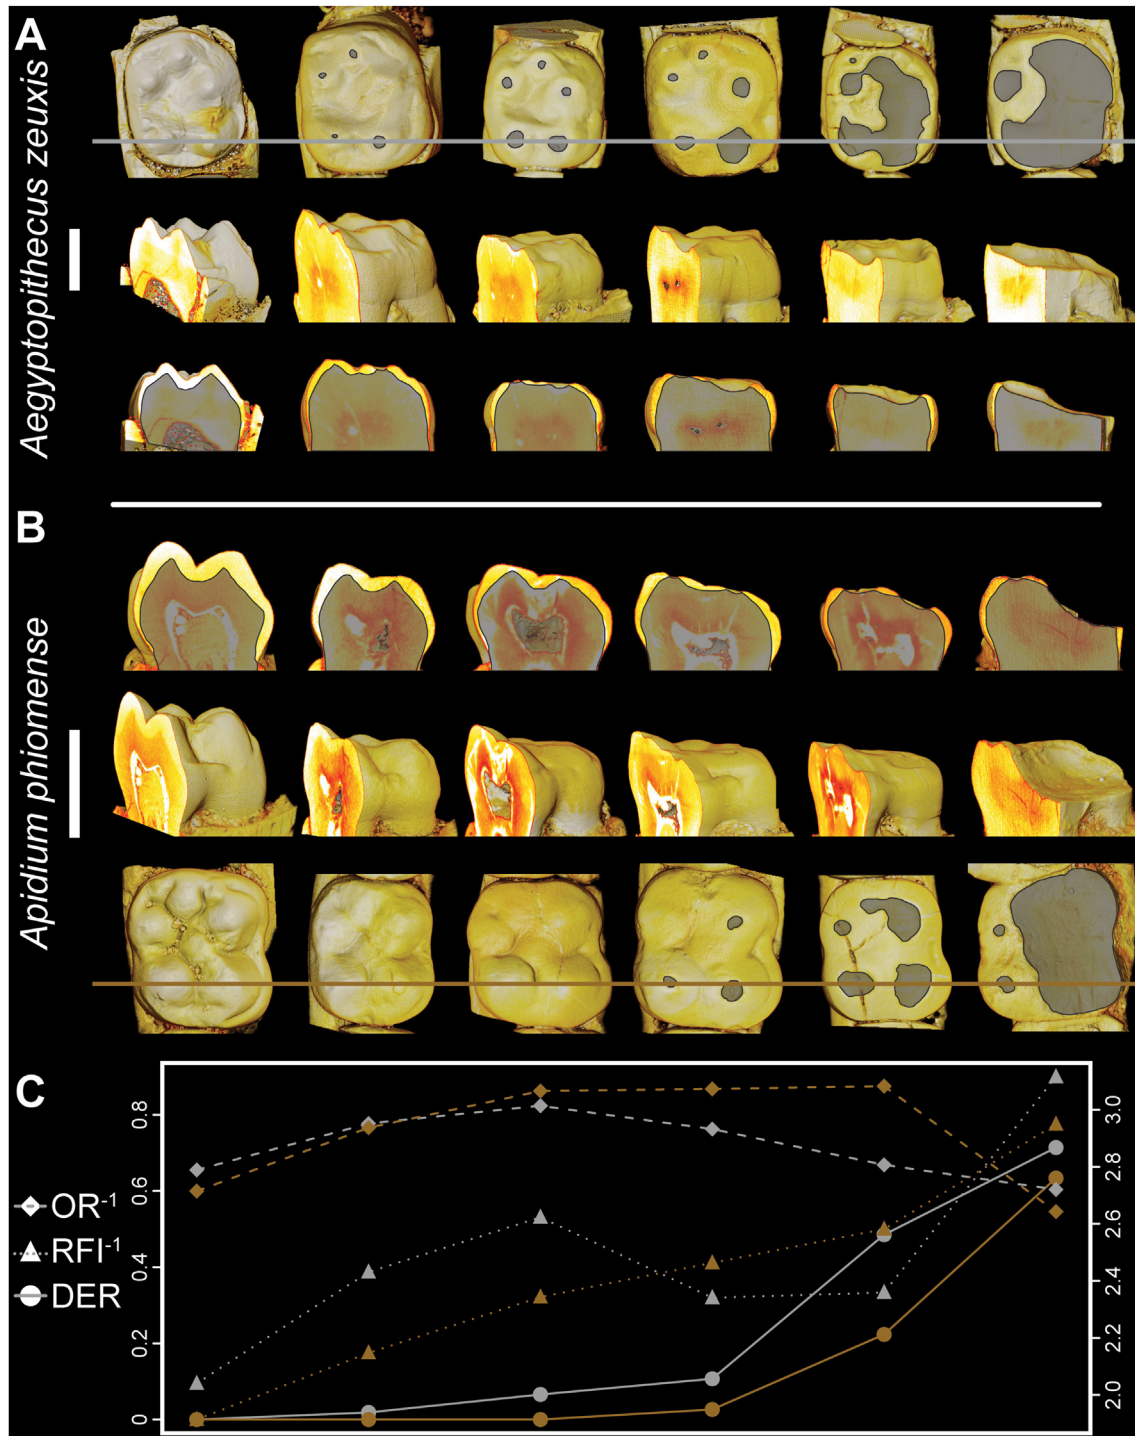 A
Aegyptopithecus zeuxis
B
Apidium phiomense
C
OR-1
RFI-1
DER
0.8
0.6
0.4
0.2
0
3.0
2.8
2.6
2.4
2.2
2.0